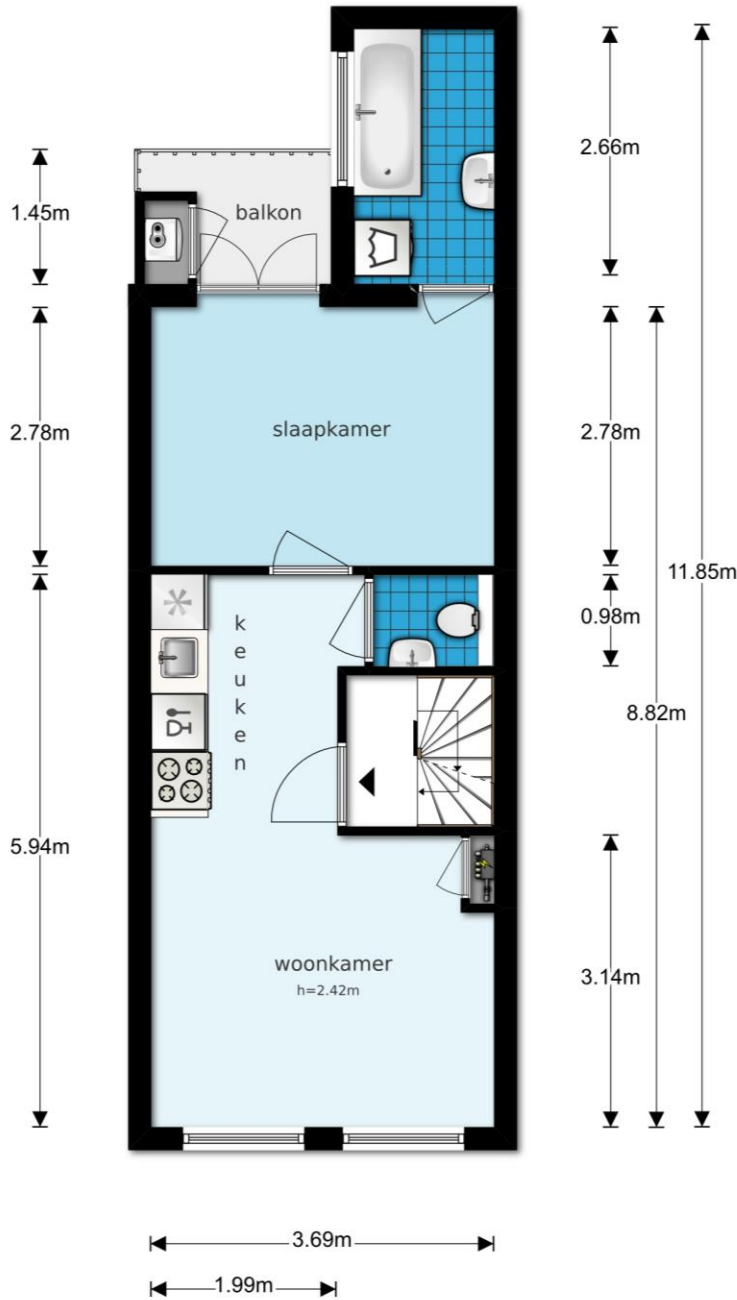 2.66m
1.45m
balkon
2.78m
slaapkamer
2.78m
11.85m
0.98m
keuken
8.82m
5.94m
woonkamer
h=2.42m
3.14m
3.69m
1.99m